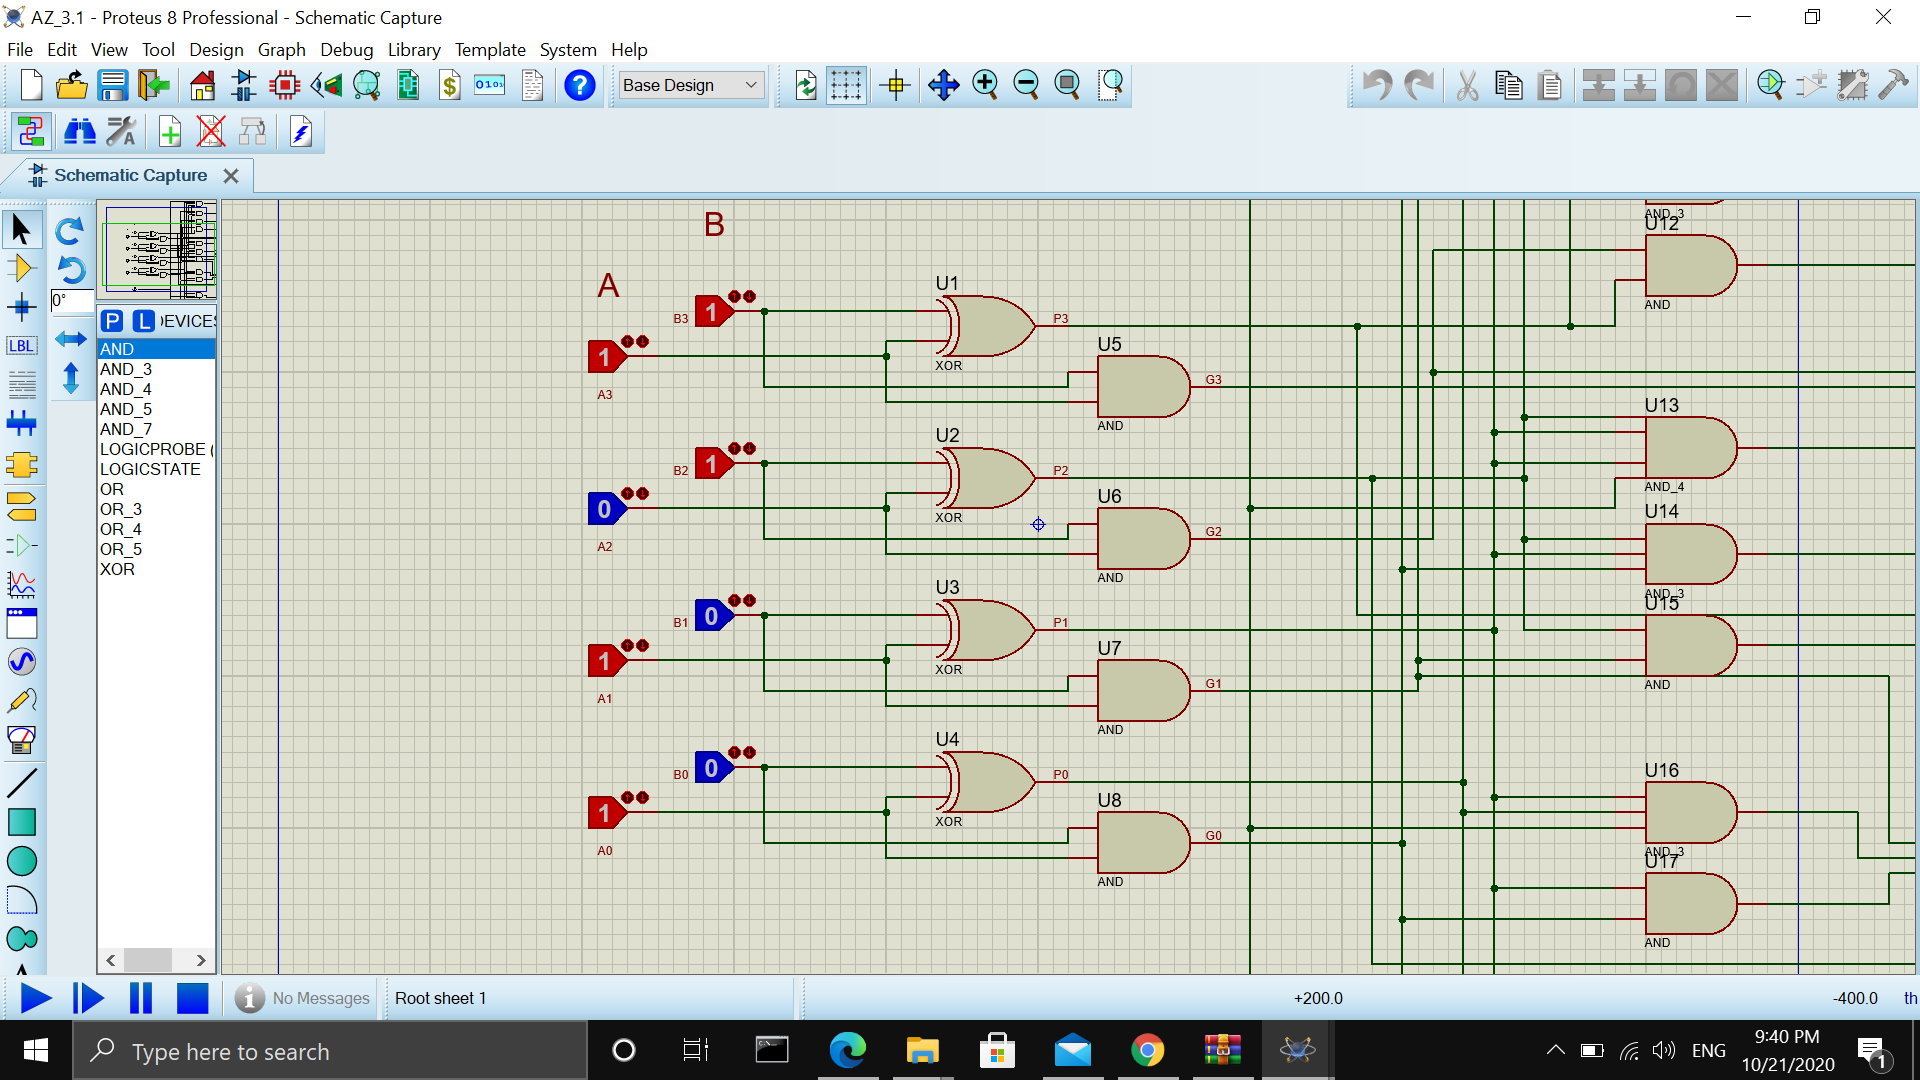 AZ_3.1 - Proteus 8 Professional - Schematic Capture
File Edit View Tool Design Graph Debug Library Template System Help
Base Design
Schematic Capture
0°
P L EVICES
LBL
AND
AND_3
AND_4
AND_5
AND_7
LOGICPROBE (
LOGICSTATE
OR
OR_3
OR_4
OR_5
XOR
B
A
B3 1
1
A3
U1
XOR
P3
U5
AND
G3
B2 1
0
A2
U2
XOR
P2
U6
AND
G2
B1 0
1
A1
U3
XOR
P1
U7
AND
G1
B0 0
1
A0
U4
XOR
P0
U8
AND
G0
AND_3
U12
AND
U13
AND_4
U14
AND_3
U15
AND
U16
AND_3
U17
AND
No Messages
Root sheet 1
+200.0
-400.0
th
Type here to search
ENG
9:40 PM
10/21/2020
1